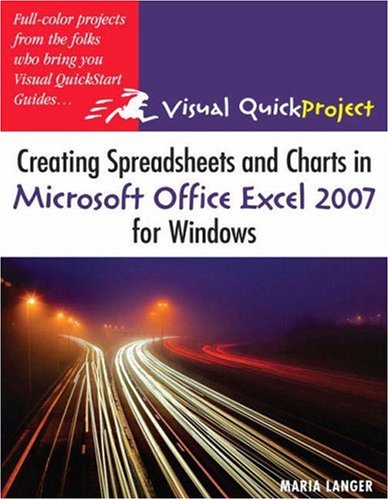 Full-color projects
from the folks
who bring you
Visual QuickStart
Guides...
Visual QuickProject
Creating Spreadsheets and Charts in
Microsoft Office Excel 2007
for Windows
MARIA LANGER